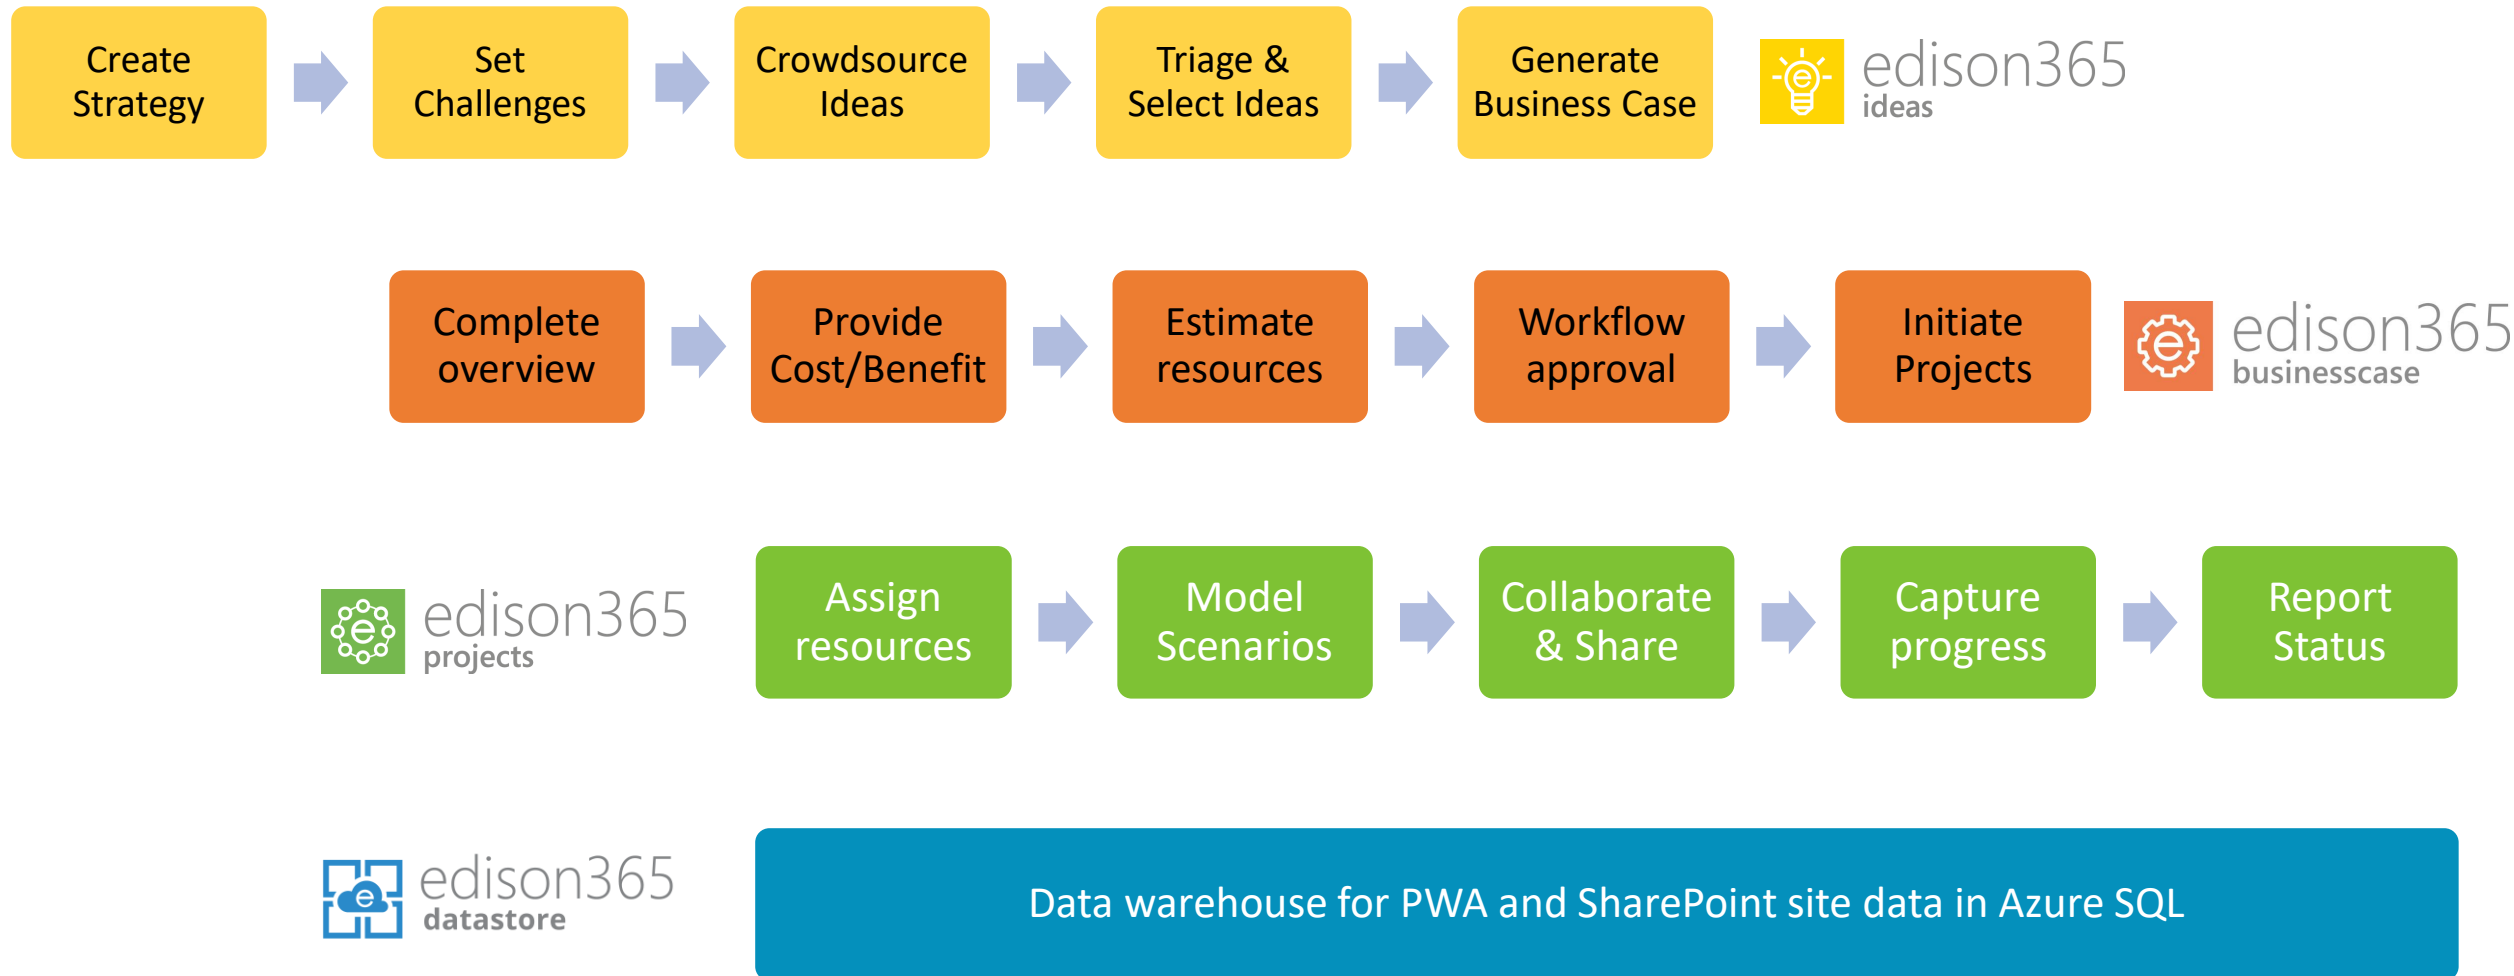 Create
Strategy
Set
Challenges
Crowdsource
Ideas
Triage &
Select Ideas
Generate
Business Case
edison365
ideas
Complete
overview
Provide
Cost/Benefit
Estimate
resources
Workflow
approval
Initiate
Projects
edison365
businesscase
edison365
projects
Assign
resources
Model
Scenarios
Collaborate
& Share
Capture
progress
Report
Status
edison365
datastore
Data warehouse for PWA and SharePoint site data in Azure SQL